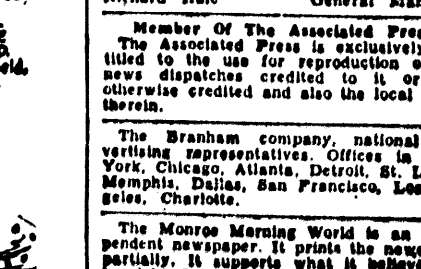 General Man
Member Of The Associated Pres
The Associated Press is exclusively
titled to the use for reproduction o
news dispatches credited to it or
otherwise credited and also the local
therein.
The Branham company, national
vertising representatives. Offices in
York, Chicago, Atlanta, Detroit, St. L
Memphis, Dallas, San Francisco, Los
geles, Charlotte.
The Monroe Morning World is an
pendent newspaper. It prints the news
partially. It supports what it believe